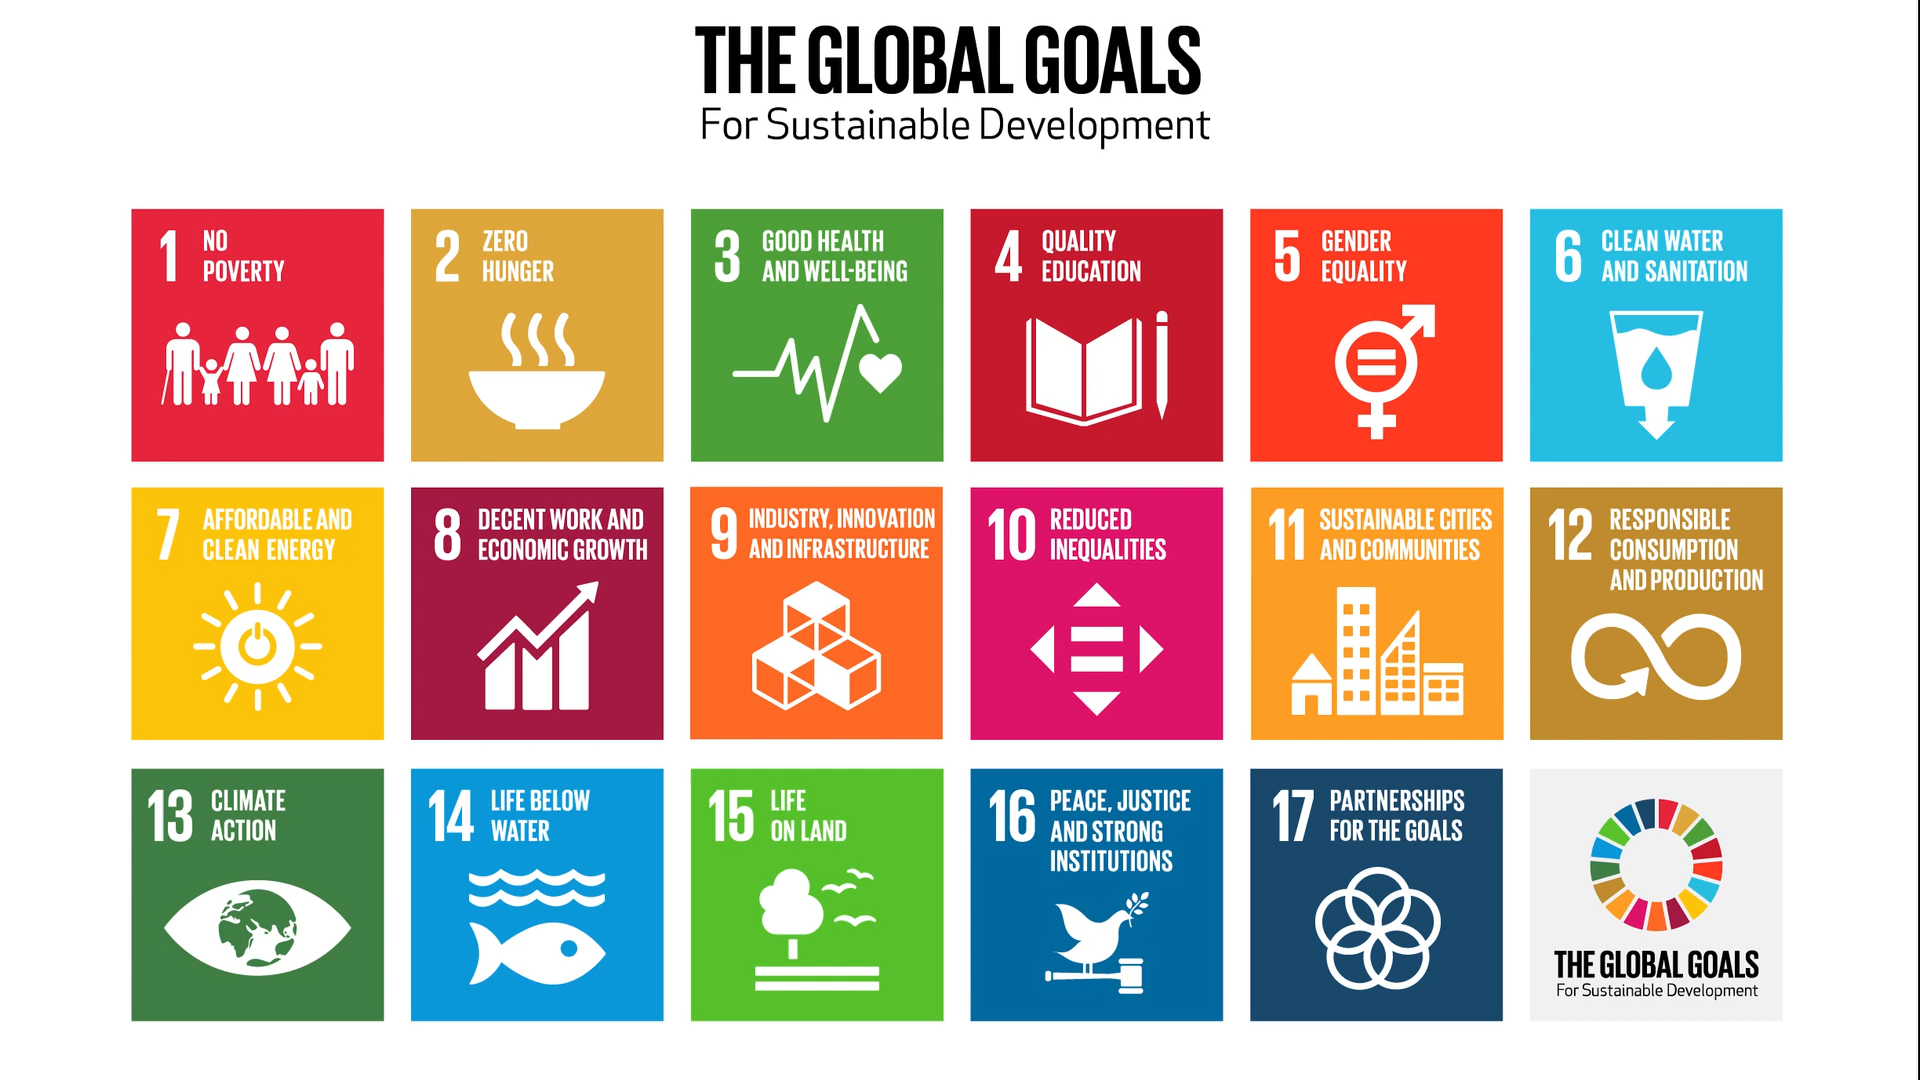 THE GLOBAL GOALS
For Sustainable Development
1 NO
POVERTY
2 ZERO
HUNGER
3 GOOD HEALTH
AND WELL-BEING
4 QUALITY
EDUCATION
5 GENDER
EQUALITY
6 CLEAN WATER
AND SANITATION
7 AFFORDABLE AND
CLEAN ENERGY
8 DECENT WORK AND
ECONOMIC GROWTH
9 INDUSTRY, INNOVATION
AND INFRASTRUCTURE
10 REDUCED
INEQUALITIES
11 SUSTAINABLE CITIES
AND COMMUNITIES
12 RESPONSIBLE
CONSUMPTION
AND PRODUCTION
13 CLIMATE
ACTION
14 LIFE BELOW
WATER
15 LIFE
ON LAND
16 PEACE, JUSTICE
AND STRONG
INSTITUTIONS
17 PARTNERSHIPS
FOR THE GOALS
THE GLOBAL GOALS
For Sustainable Development